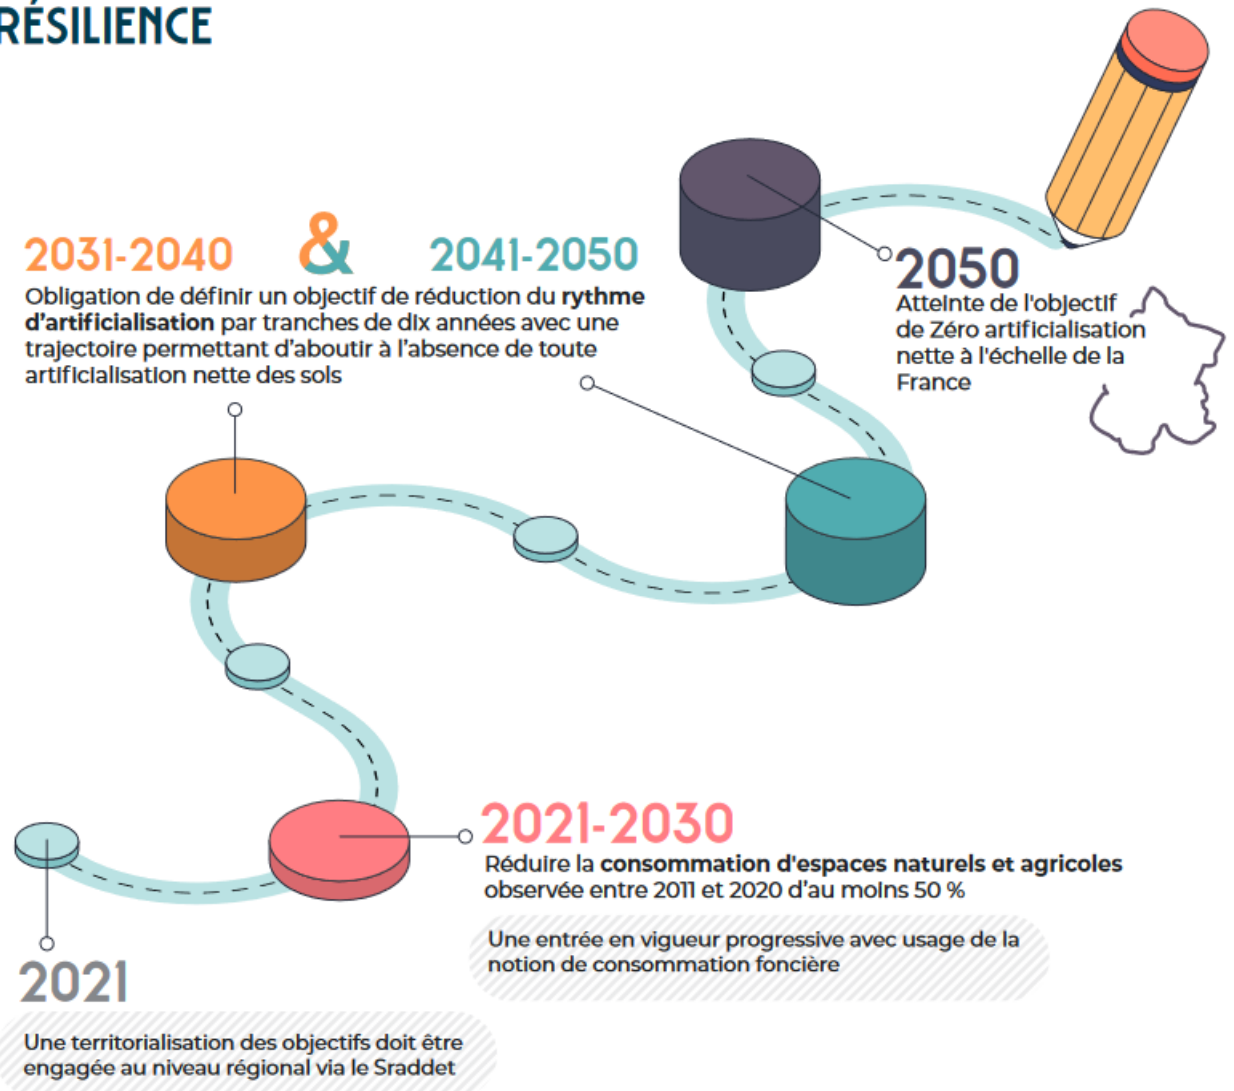 RÉSILIENCE
2031-2040 & 2041-2050
Obligation de définir un objectif de réduction du rythme
d'artificialisation par tranches de dix années avec une
trajectoire permettant d'aboutir à l'absence de toute
artificialisation nette des sols
2050
Atteinte de l'objectif
de Zéro artificialisation
nette à l'échelle de la
France
2021-2030
Réduire la consommation d'espaces naturels et agricoles
observée entre 2011 et 2020 d'au moins 50 %
Une entrée en vigueur progressive avec usage de la
notion de consommation foncière
2021
Une territorialisation des objectifs doit être
engagée au niveau régional via le Sraddet